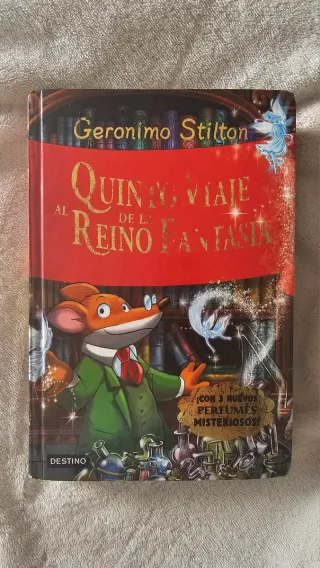 Geronimo Stilton
QUINTO VIAJE
AL REINO DE LA FANTASÍA
¡CON 3 NUEVOS
PERFUMES
MISTERIOSOS!
DESTINO